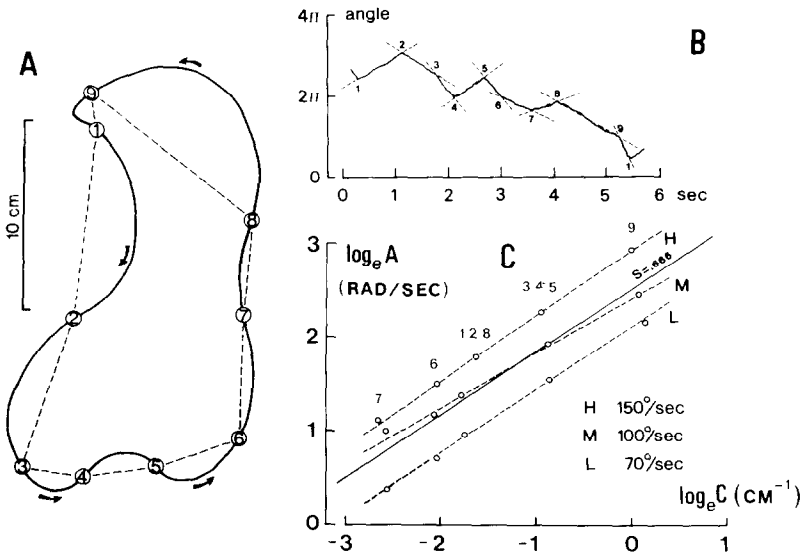 A
9
1
2
3
4
5
6
7
8
10 cm
B
angle
4π
2π
0
1 2 3 4 5 6 7 8 9 1
0 1 2 3 4 5 6 sec
C
logeA
(RAD/SEC)
3
2
1
0
7 6 1 2 8 3 4 5 9
H
S=.666
M
L
H 150°/sec
M 100°/sec
L 70°/sec
logeC (CM⁻¹)
-3 -2 -1 0 1